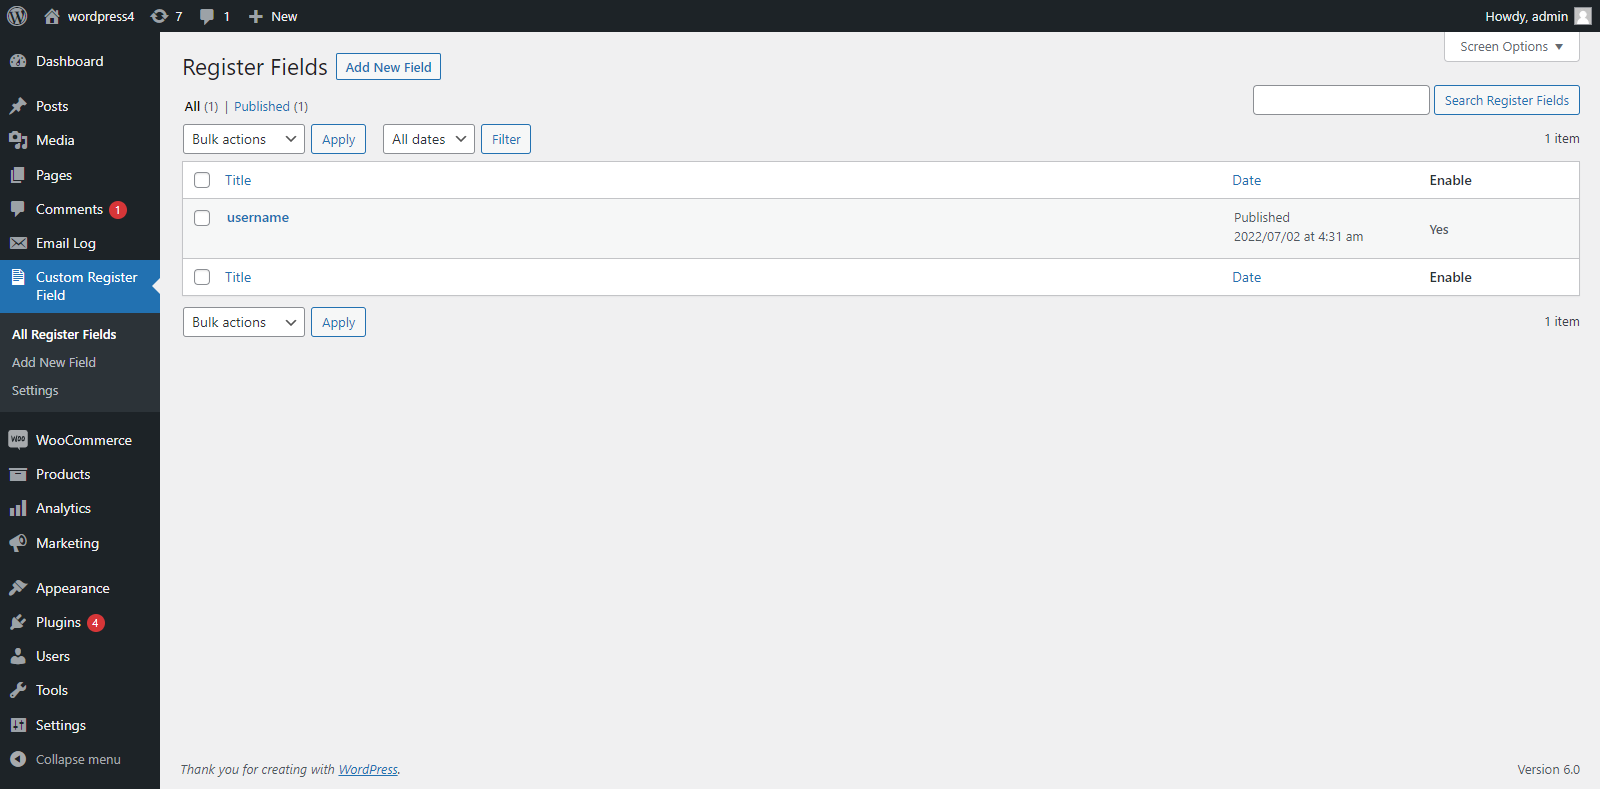 wordpress4 7 1 New Howdy, admin
Screen Options
Dashboard
Posts
Media
Pages
Comments 1
Email Log
Custom Register
Field
All Register Fields
Add New Field
Settings
WOO WooCommerce
Products
Analytics
Marketing
Appearance
Plugins 4
Users
Tools
Settings
Collapse menu
Register Fields Add New Field
All (1) | Published (1)
Search Register Fields
Bulk actions Apply All dates Filter 1 item
Title Date Enable
username Published
2022/07/02 at 4:31 am Yes
Title Date Enable
Bulk actions Apply 1 item
Thank you for creating with WordPress. Version 6.0